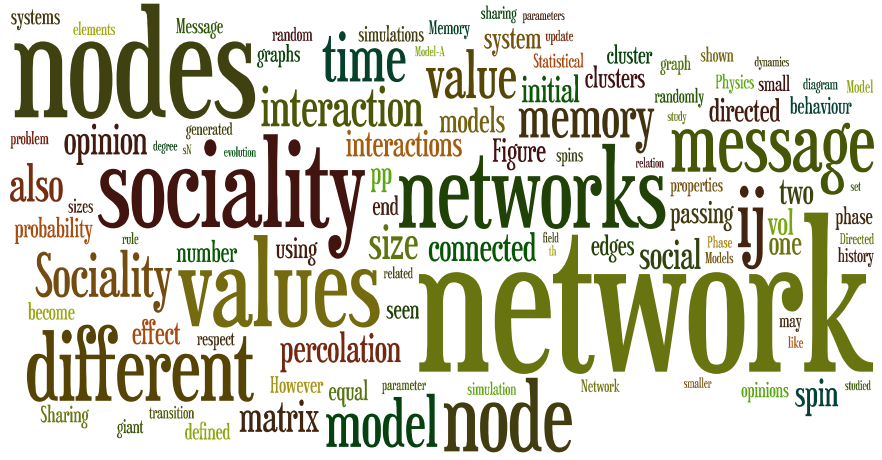 systems
elements
Message
random
simulations
Memory
sharing
parameters
nodes
graphs
time
Model-A
system
update
Statistical
cluster
graph
shown
dynamics
value
initial
clusters
Physics
small
diagram
Model
interaction
models
memory
randomly
directed
behaviour
study
problem
opinion
generated
degree
sN
evolution
interactions
Figure
spins
relation
message
also
sizes
sociality
pp
end
networks
properties
set
two
ij
probability
role
number
using
size
connected
field
th
edges
social
passing
Phase
Models
vol
one
phase
Directed
history
Sociality
values
related
seen
network
become
effect
respect
percolation
may
like
different
However
equal
parameter
simulation
Network
smaller
opinions
spin
studied
Sharing
giant
transition
defined
matrix
model
node